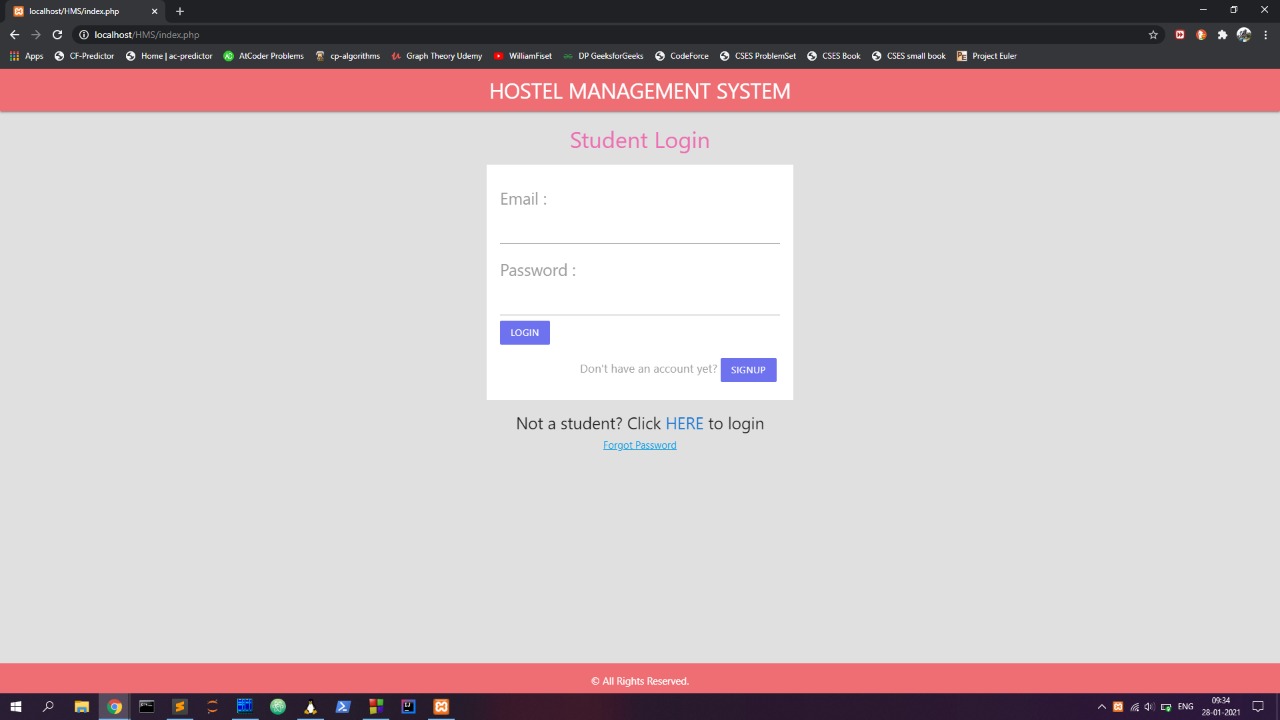 localhost/HMS/index.php
localhost/HMS/index.php
Apps CF-Predictor Home | ac-predictor AtCoder Problems cp-algorithms Graph Theory Udemy WilliamFiset DP GeeksforGeeks CodeForce CSES ProblemSet CSES Book CSES small book Project Euler
HOSTEL MANAGEMENT SYSTEM
Student Login
Email :
Password :
LOGIN
Don't have an account yet? SIGNUP
Not a student? Click HERE to login
Forgot Password
© All Rights Reserved.
ENG
09:34
28-01-2021